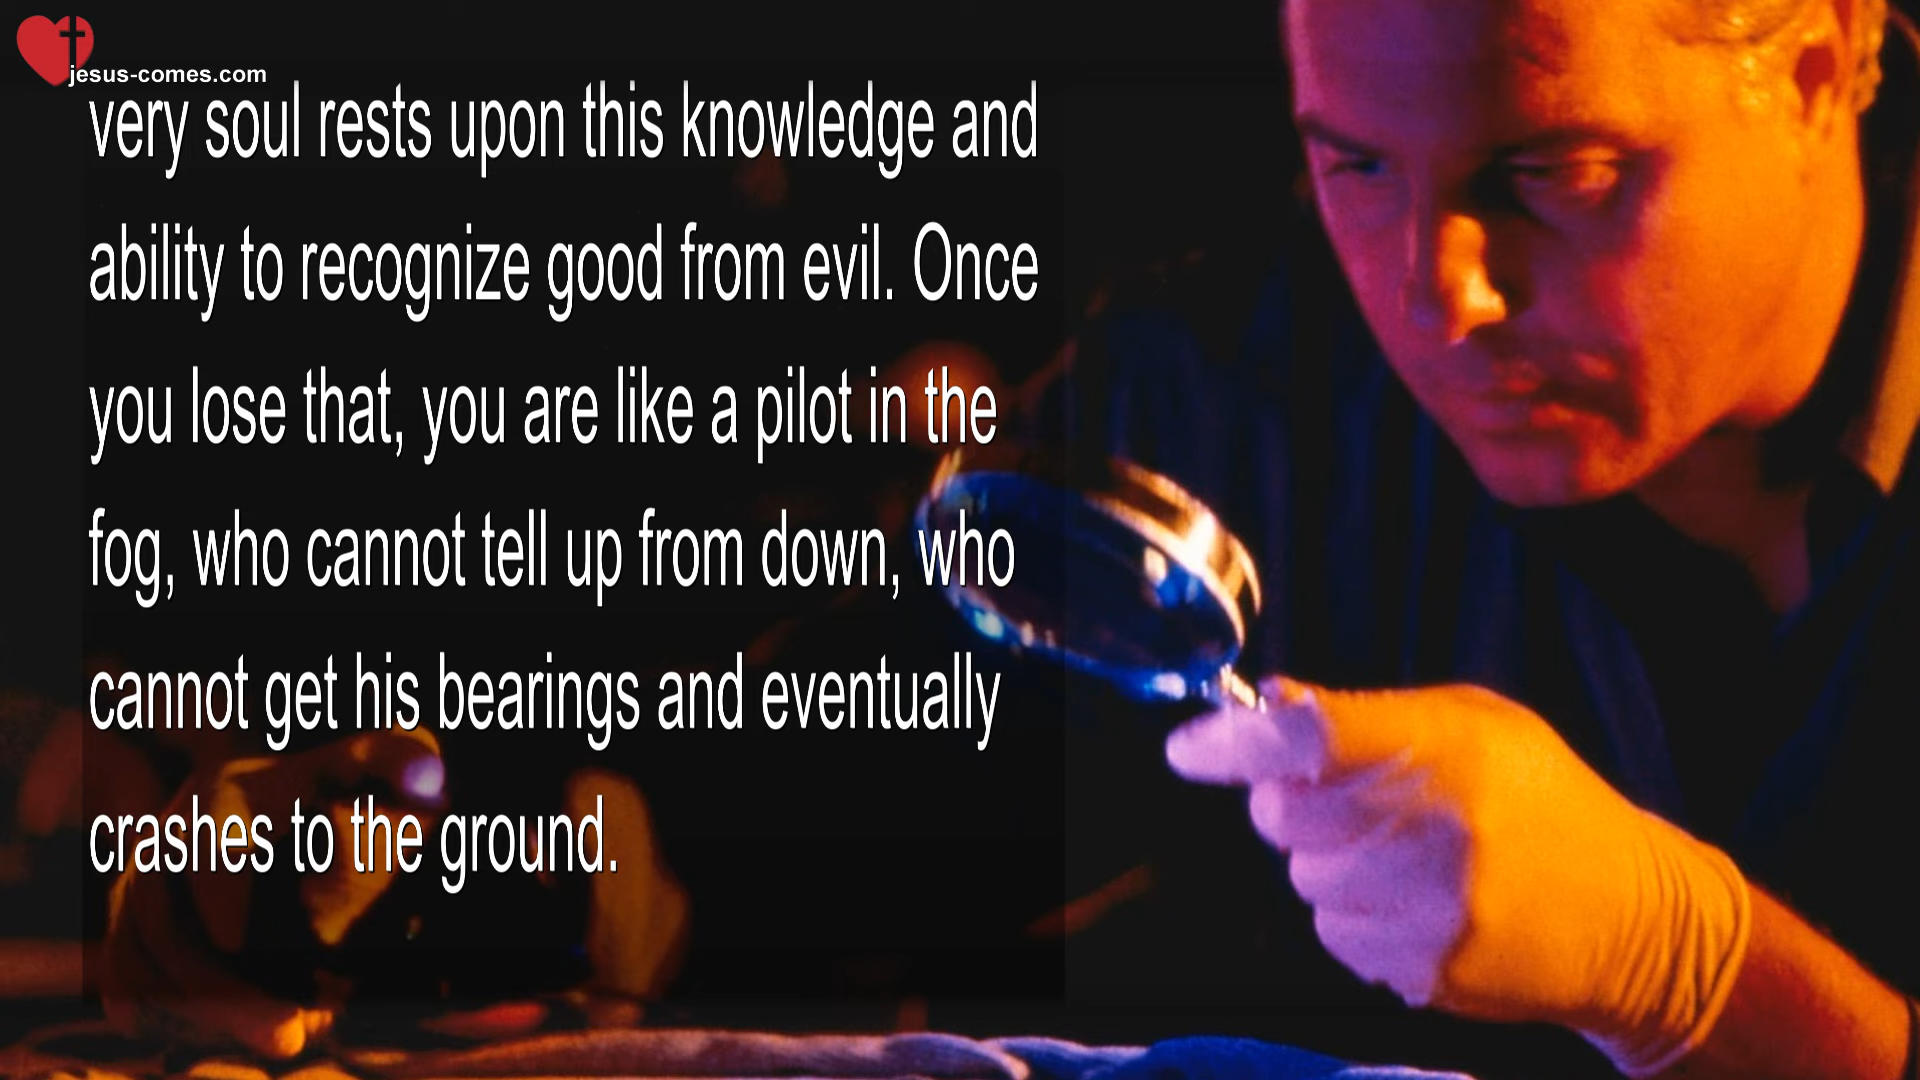 jesus-comes.com
very soul rests upon this knowledge and
ability to recognize good from evil. Once
you lose that, you are like a pilot in the
fog, who cannot tell up from down, who
cannot get his bearings and eventually
crashes to the ground.